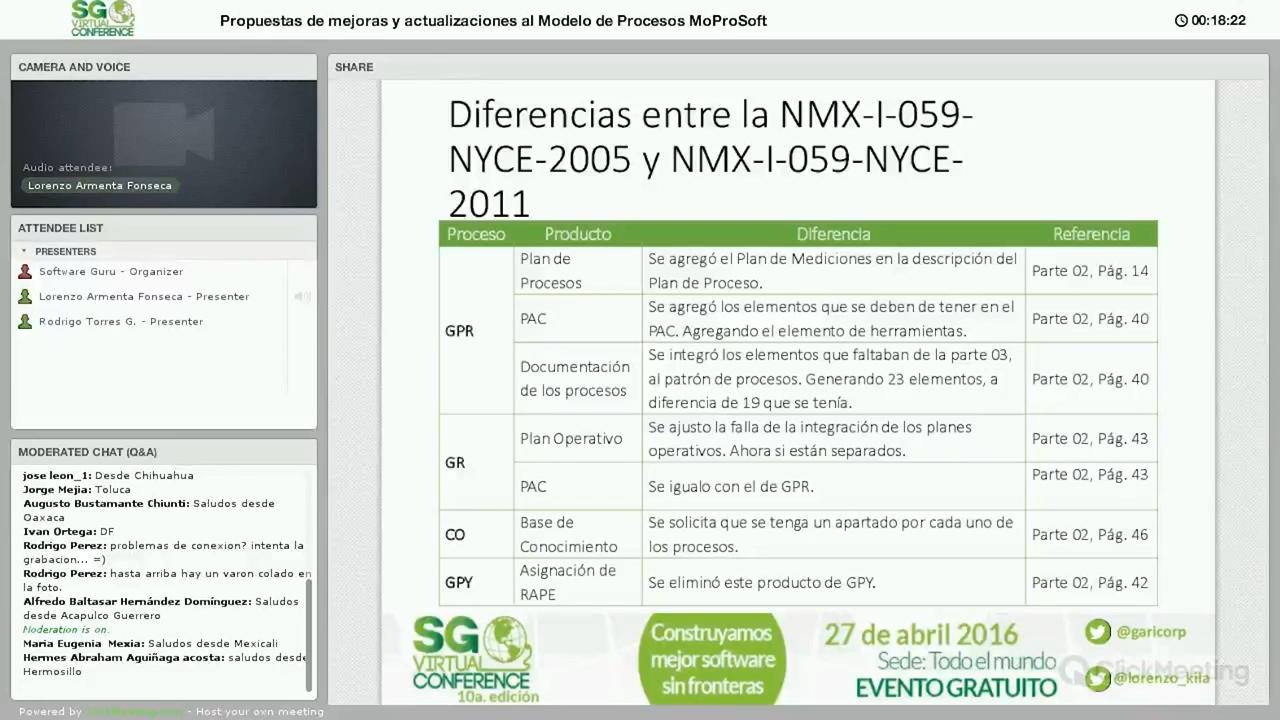 SG
VIRTUAL
CONFERENCE
Propuestas de mejoras y actualizaciones al Modelo de Procesos MoProSoft
00:18:22
CAMERA AND VOICE
Audio attendee:
Lorenzo Armenta Fonseca
ATTENDEE LIST
PRESENTERS
Software Guru - Organizer
Lorenzo Armenta Fonseca - Presenter
Rodrigo Torres G. - Presenter
MODERATED CHAT (Q&A)
jose leon_1: Desde Chihuahua
Jorge Mejia: Toluca
Augusto Bustamante Chiunti: Saludos desde
Oaxaca
Ivan Ortega: DF
Rodrigo Perez: problemas de conexion? intenta la
grabacion... =)
Rodrigo Perez: hasta arriba hay un varon colado en
la foto.
Alfredo Baltasar Hernández Domínguez: Saludos
desde Acapulco Guerrero
Moderation is on.
Maria Eugenia Mexia: Saludos desde Mexicali
Hermes Abraham Aguiñaga acosta: saludos desde
Hermosillo
Powered by ClickMeeting.com - Host your own meeting
SHARE
Diferencias entre la NMX-I-059-
NYCE-2005 y NMX-I-059-NYCE-
2011
Proceso Producto Diferencia Referencia
GPR
Plan de
Procesos
Se agregó el Plan de Mediciones en la descripción del
Plan de Proceso.
Parte 02, Pág. 14
PAC
Se agregó los elementos que se deben de tener en el
PAC. Agregando el elemento de herramientas.
Parte 02, Pág. 40
Documentación
de los procesos
Se integró los elementos que faltaban de la parte 03,
al patrón de procesos. Generando 23 elementos, a
diferencia de 19 que se tenía.
Parte 02, Pág. 40
GR
Plan Operativo
Se ajusto la falla de la integración de los planes
operativos. Ahora si están separados.
Parte 02, Pág. 43
PAC
Se igualo con el de GPR.
Parte 02, Pág. 43
CO
Base de
Conocimiento
Se solicita que se tenga un apartado por cada uno de
los procesos.
Parte 02, Pág. 46
GPY
Asignación de
RAPE
Se eliminó este producto de GPY.
Parte 02, Pág. 42
SG
VIRTUAL
CONFERENCE
10a. edición
Construyamos
mejor software
sin fronteras
27 de abril 2016
Sede: Todo el mundo
EVENTO GRATUITO
@garicorp
@lorenzo_kila
ClickMeeting